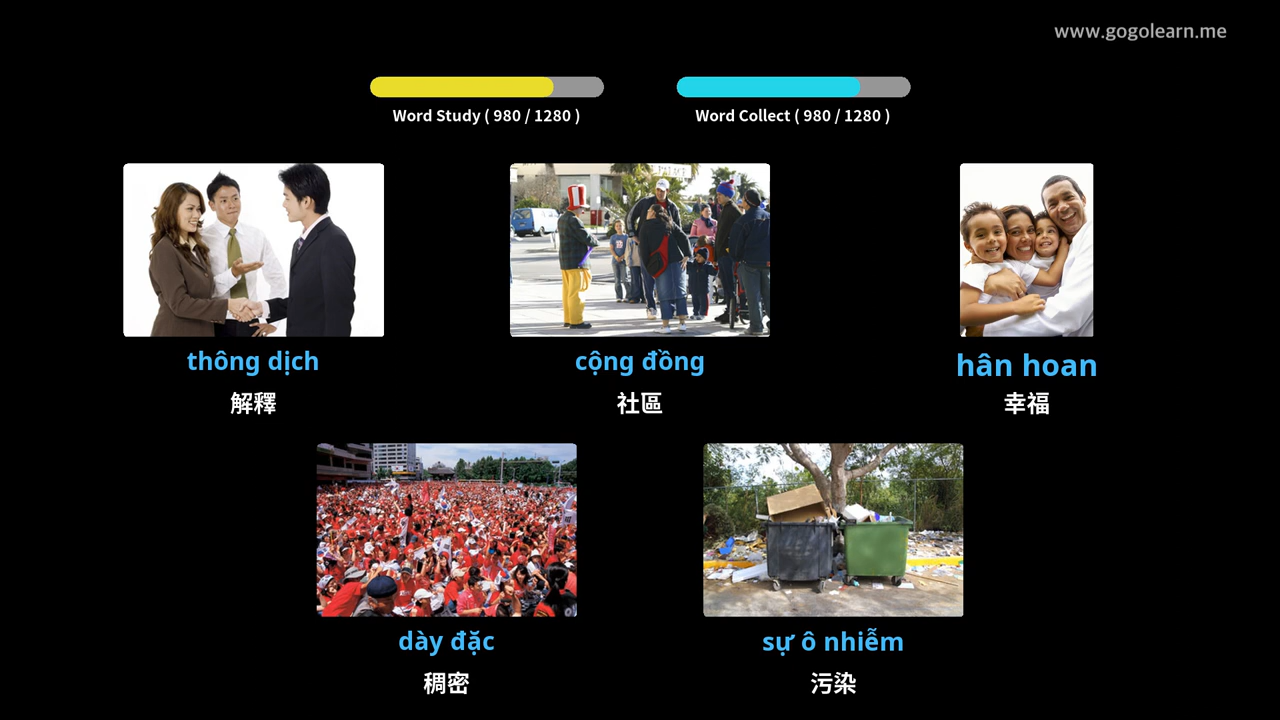 www.gogolearn.me
Word Study ( 980 / 1280 )
Word Collect ( 980 / 1280 )
thông dịch
解釋
cộng đồng
社區
hân hoan
幸福
dày đặc
稠密
sự ô nhiễm
污染